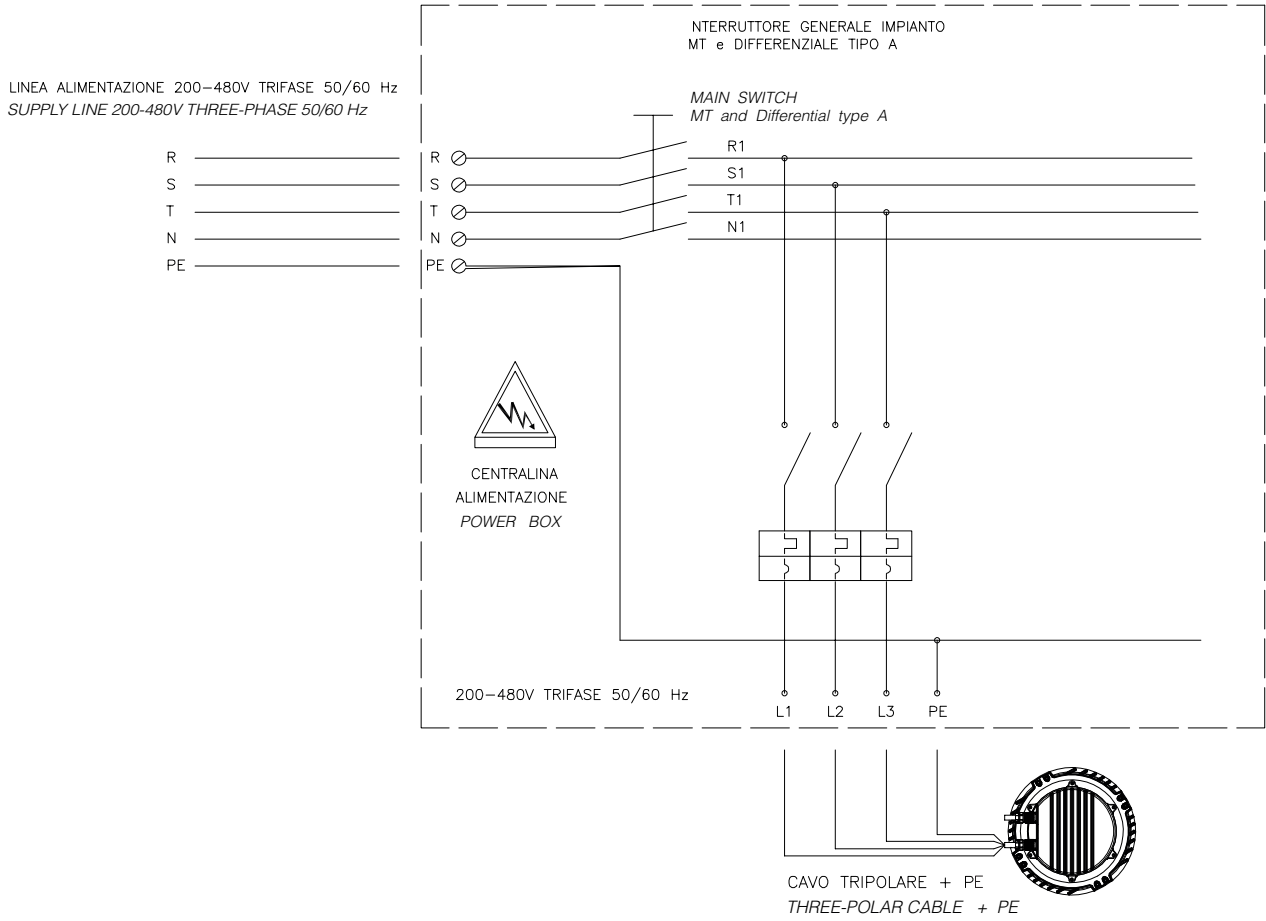 NTERRUTTORE GENERALE IMPIANTO
MT e DIFFERENZIALE TIPO A
LINEA ALIMENTAZIONE 200-480V TRIFASE 50/60 Hz
SUPPLY LINE 200-480V THREE-PHASE 50/60 Hz
MAIN SWITCH
MT and Differential type A
R R R1
S S S1
T T T1
N N N1
PE PE
CENTRALINA
ALIMENTAZIONE
POWER BOX
200-480V TRIFASE 50/60 Hz
L1 L2 L3 PE
CAVO TRIPOLARE + PE
THREE-POLAR CABLE + PE